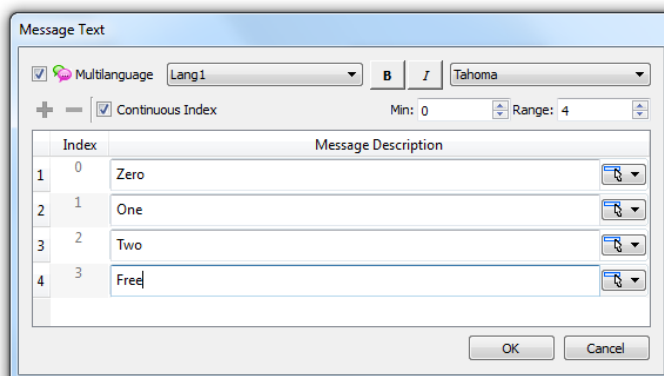 Message Text
Multilanguage Lang1 B I Tahoma
Continuous Index Min: 0 Range: 4
Index Message Description
1 0 Zero
2 1 One
3 2 Two
4 3 Free
OK Cancel